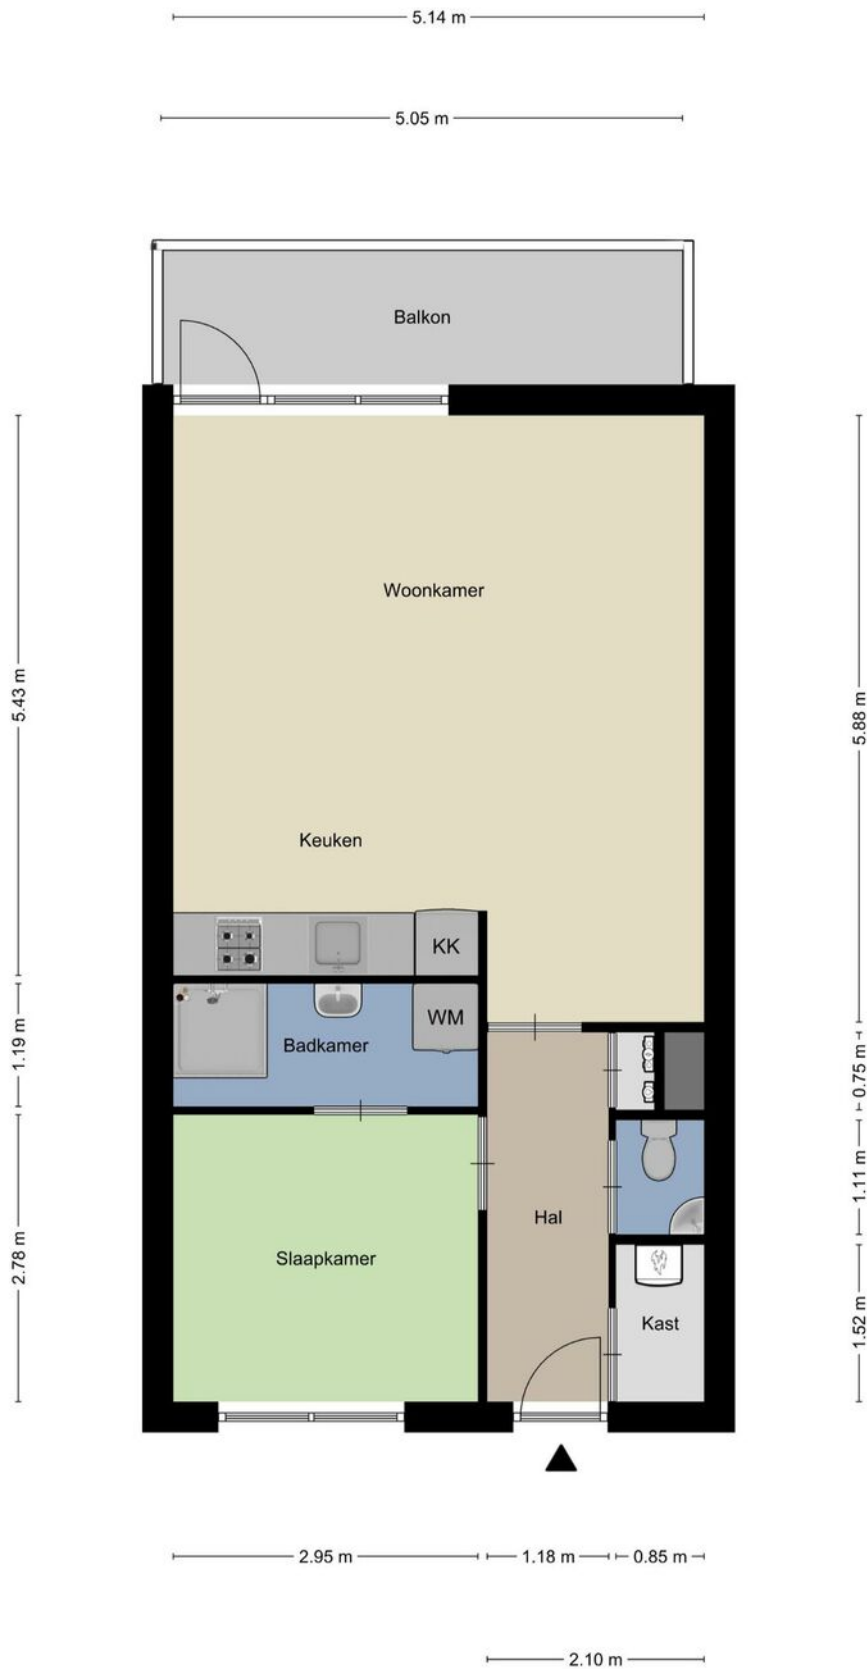 5.14 m
5.05 m
Balkon
Woonkamer
5.43 m
5.88 m
Keuken
KK
WM
Badkamer
1.19 m
0.75 m
1.11 m
Hal
Slaapkamer
2.78 m
Kast
1.52 m
2.95 m
1.18 m
0.85 m
2.10 m